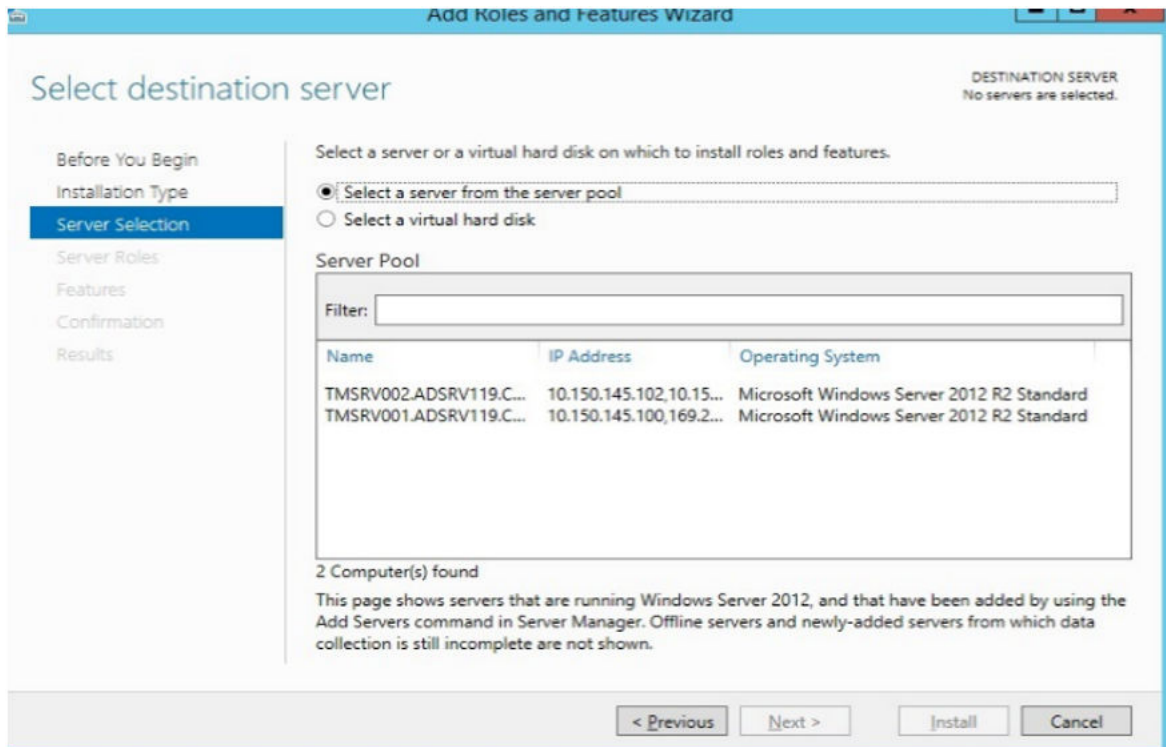 Add Roles and Features Wizard
Select destination server
DESTINATION SERVER
No servers are selected.
Before You Begin
Installation Type
Server Selection
Server Roles
Features
Confirmation
Results
Select a server or a virtual hard disk on which to install roles and features.
Select a server from the server pool
Select a virtual hard disk
Server Pool
Filter:
Name IP Address Operating System
TMSRV002.ADSRV119.C... 10.150.145.102,10.15... Microsoft Windows Server 2012 R2 Standard
TMSRV001.ADSRV119.C... 10.150.145.100,169.2... Microsoft Windows Server 2012 R2 Standard
2 Computer(s) found
This page shows servers that are running Windows Server 2012, and that have been added by using the
Add Servers command in Server Manager. Offline servers and newly-added servers from which data
collection is still incomplete are not shown.
< Previous Next > Install Cancel